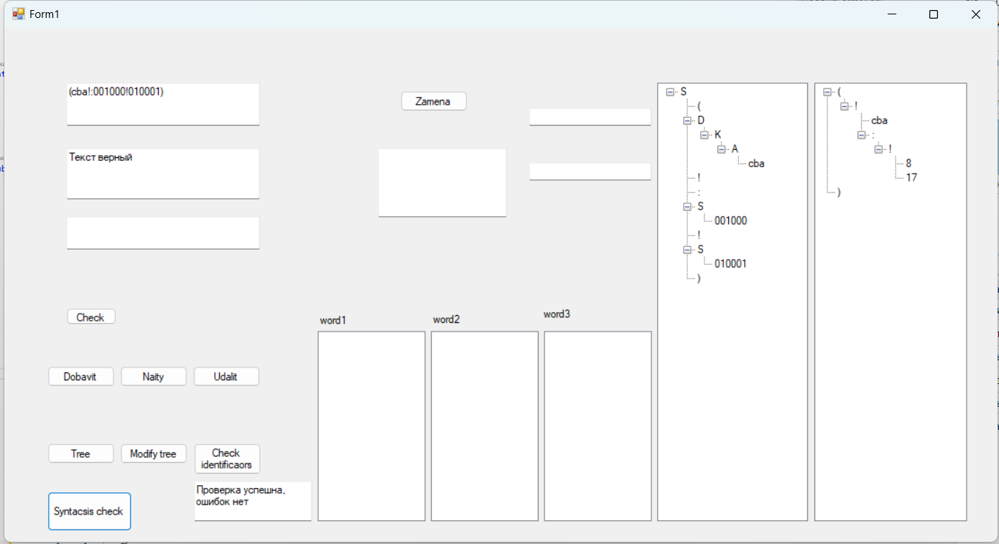 Form1
(cba!:001000!010001)
Текст верный
Zamena
Check
Dobavit
Naity
Udalit
Tree
Modify tree
Check
identificaors
Syntacsis check
Проверка успешна,
ошибок нет
word1
word2
word3
S
(
D
K
A
cba
!
:
S
001000
!
S
010001
)
(
!
cba
:
!
8
17
)